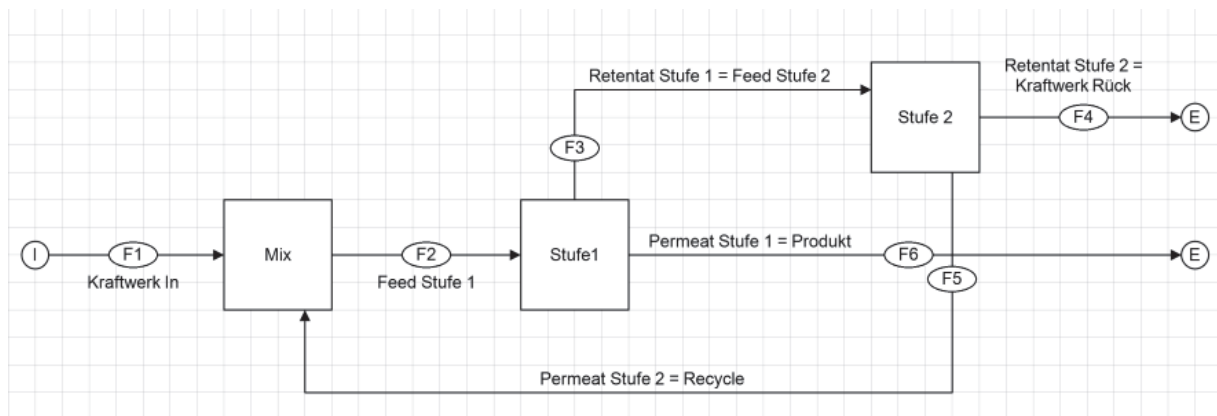 Retentat Stufe 1 = Feed Stufe 2
Retentat Stufe 2 =
Kraftwerk Rück
Stufe 2
F4
E
F3
I
F1
Kraftwerk In
Mix
F2
Feed Stufe 1
Stufe1
Permeat Stufe 1 = Produkt
F6
E
F5
Permeat Stufe 2 = Recycle